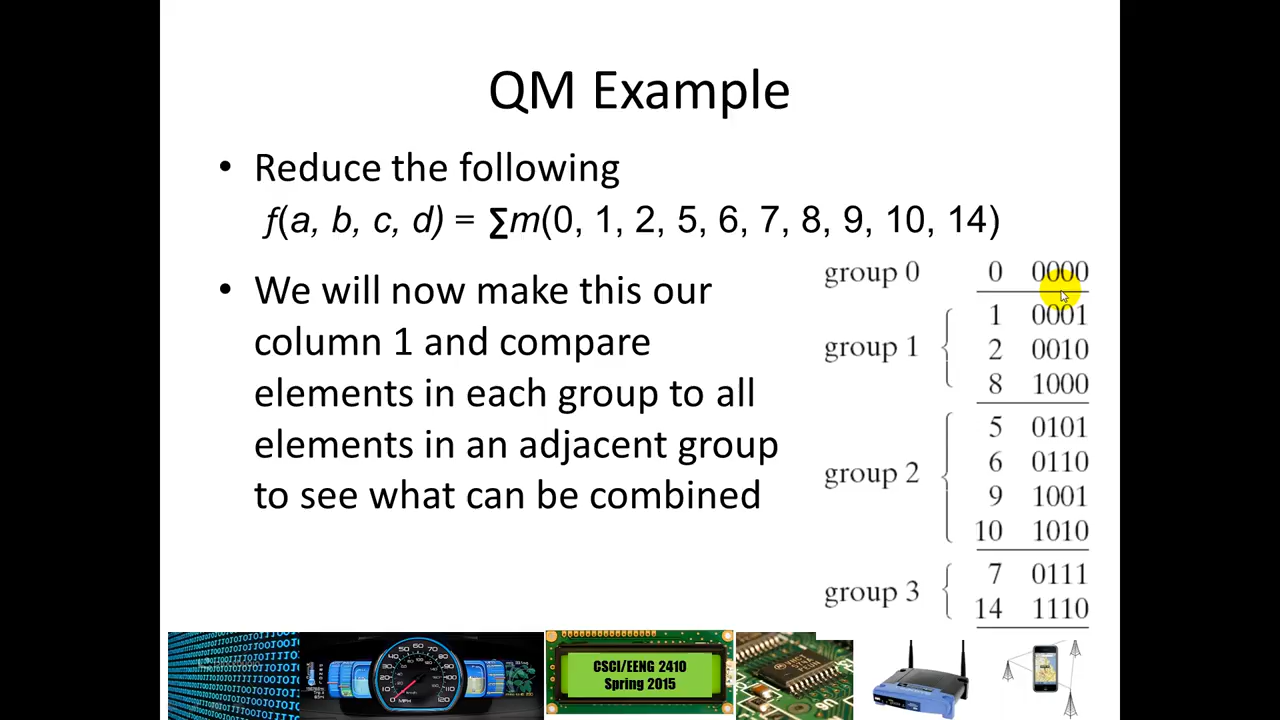 QM Example
• Reduce the following
f(a, b, c, d) = ∑m(0, 1, 2, 5, 6, 7, 8, 9, 10, 14)
• We will now make this our
column 1 and compare
elements in each group to all
elements in an adjacent group
to see what can be combined
group 0 0 0000
group 1
1 0001
2 0010
8 1000
group 2
5 0101
6 0110
9 1001
10 1010
group 3
7 0111
14 1110
CSCI/EENG 2410
Spring 2015